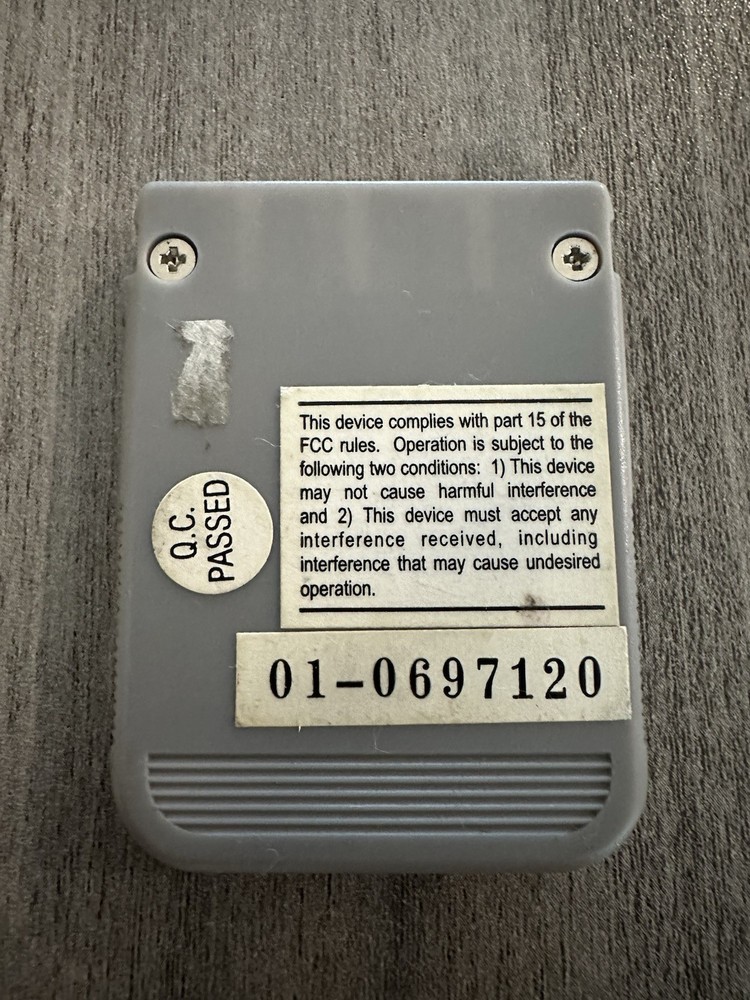 This device complies with part 15 of the
FCC rules. Operation is subject to the
following two conditions: 1) This device
may not cause harmful interference
and 2) This device must accept any
interference received, including
interference that may cause undesired
operation.
Q.C.
PASSED
01-0697120